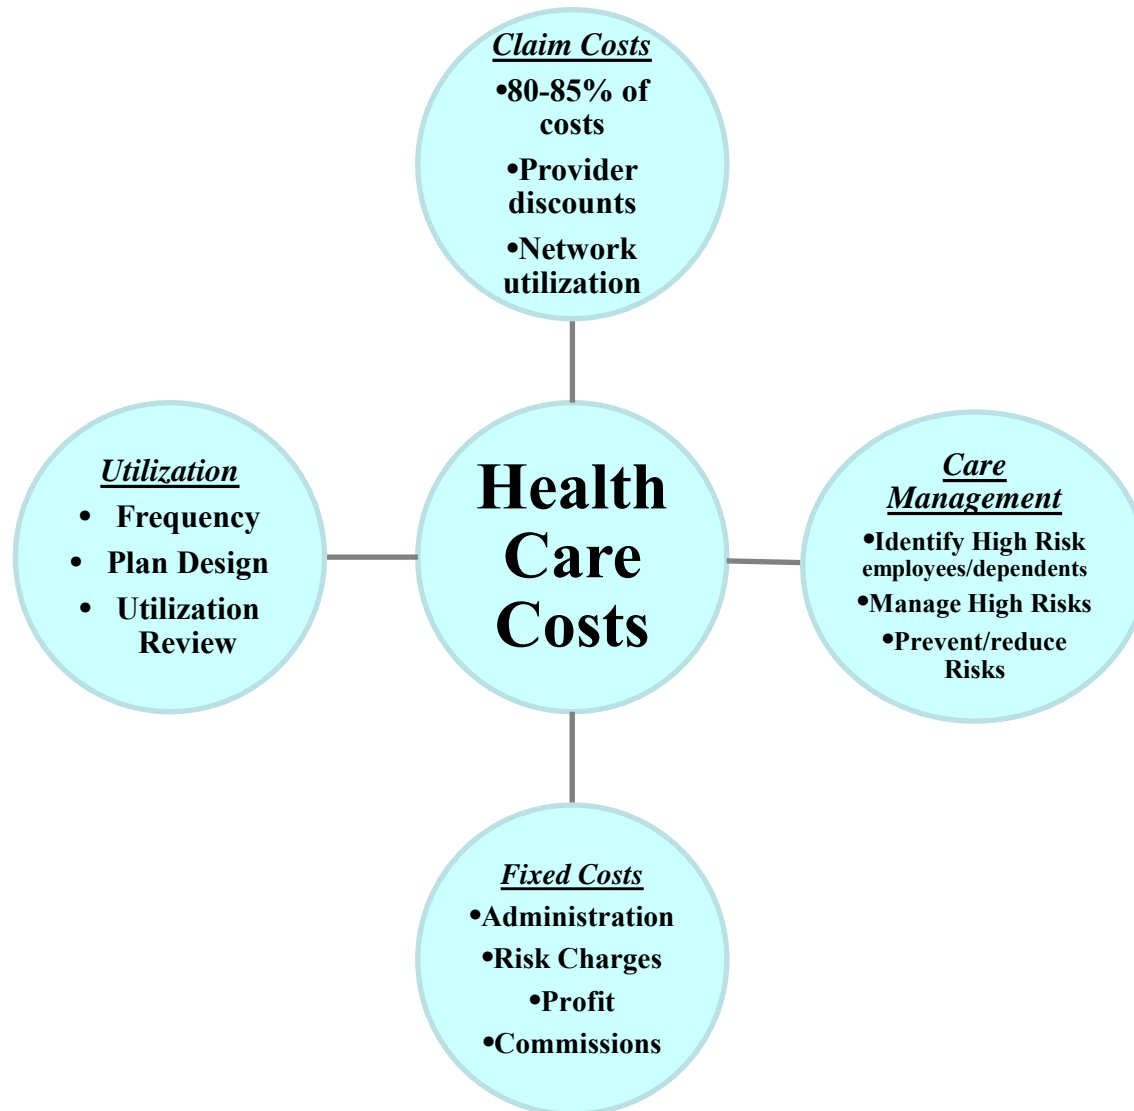 Claim Costs
•80-85% of
costs
•Provider
discounts
•Network
utilization
Utilization
• Frequency
• Plan Design
• Utilization
Review
Health
Care
Costs
Care
Management
•Identify High Risk
employees/dependents
•Manage High Risks
•Prevent/reduce
Risks
Fixed Costs
•Administration
•Risk Charges
•Profit
•Commissions